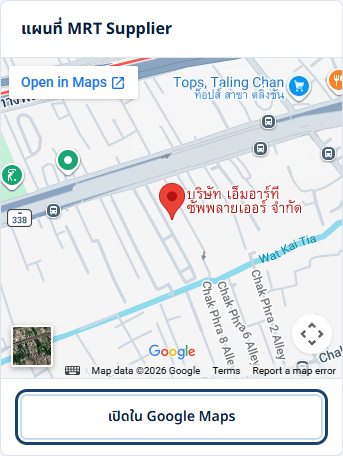 แผนที่ MRT Supplier
Open in Maps
Tops, Taling Chan
ท็อปส์ สาขา ตลิ่งชัน
338
บริษัท เอ็มอาร์ที
ซัพพลายเออร์ จำกัด
Wat Kai Tia
Chak Phra 8 Alley
Chak Phra 6 Alley
Chak Phra 2 Alley
Google
Map data ©2026 Google
Terms
Report a map error
เปิดใน Google Maps